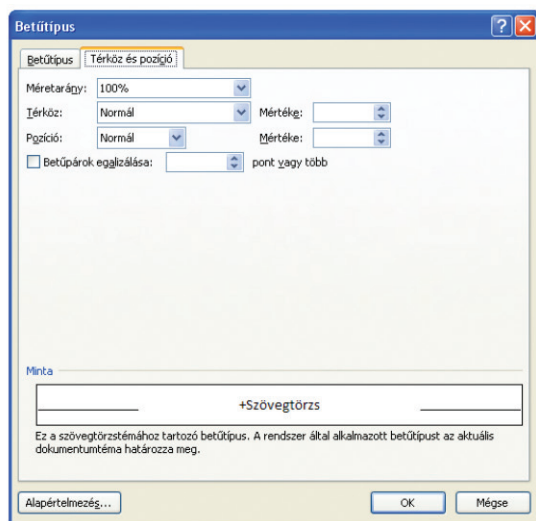 Betűtípus
Betűtípus Térköz és pozíció
Méretarány: 100%
Térköz: Normál Mértéke:
Pozíció: Normál Mértéke:
Betűpárok egalizálása: pont vagy több
Minta
+Szövegtörzs
Ez a szövegtörzstémához tartozó betűtípus. A rendszer által alkalmazott betűtípust az aktuális
dokumentumtéma határozza meg.
Alapértelmezés... OK Mégse